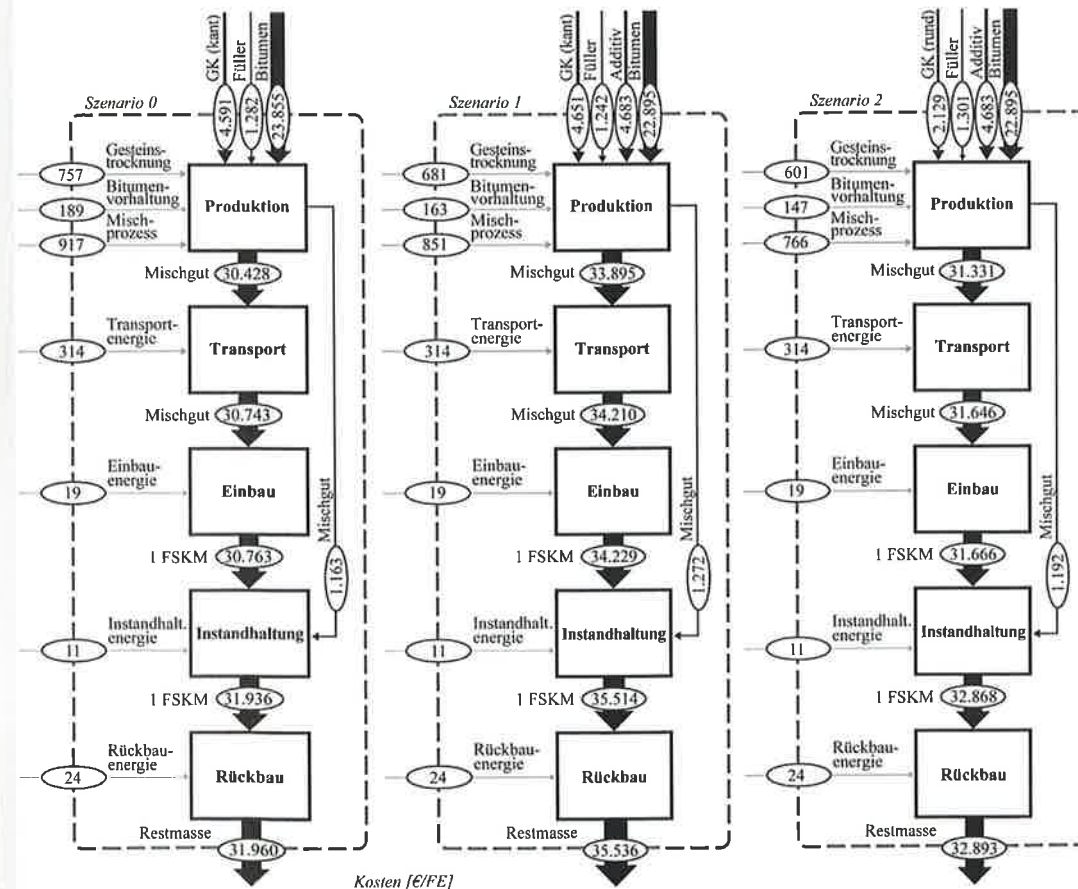 GK (kant)
Füller
Bitumen
Szenario 0
4.591
1.282
23.855
757
Gesteins-
trocknung
189
Bitumen-
vorhaltung
917
Misch-
prozess
Produktion
Mischgut
30.428
314
Transport-
energie
Transport
Mischgut
30.743
19
Einbau-
energie
Einbau
Mischgut
1.163
1 FSKM
30.763
11
Instandhalt.
energie
Instandhaltung
1 FSKM
31.936
24
Rückbau-
energie
Rückbau
Restmasse
31.960
GK (kant)
Füller
Additiv
Bitumen
Szenario 1
4.651
1.242
4.683
22.895
681
Gesteins-
trocknung
163
Bitumen-
vorhaltung
851
Misch-
prozess
Produktion
Mischgut
33.895
314
Transport-
energie
Transport
Mischgut
34.210
19
Einbau-
energie
Einbau
Mischgut
1.272
1 FSKM
34.229
11
Instandhalt.
energie
Instandhaltung
1 FSKM
35.514
24
Rückbau-
energie
Rückbau
Restmasse
35.536
GK (rund)
Füller
Additiv
Bitumen
Szenario 2
2.129
1.301
4.683
22.895
601
Gesteins-
trocknung
147
Bitumen-
vorhaltung
766
Misch-
prozess
Produktion
Mischgut
31.331
314
Transport-
energie
Transport
Mischgut
31.646
19
Einbau-
energie
Einbau
Mischgut
1.192
1 FSKM
31.666
11
Instandhalt.
energie
Instandhaltung
1 FSKM
32.868
24
Rückbau-
energie
Rückbau
Restmasse
32.893
Kosten [€/FE]